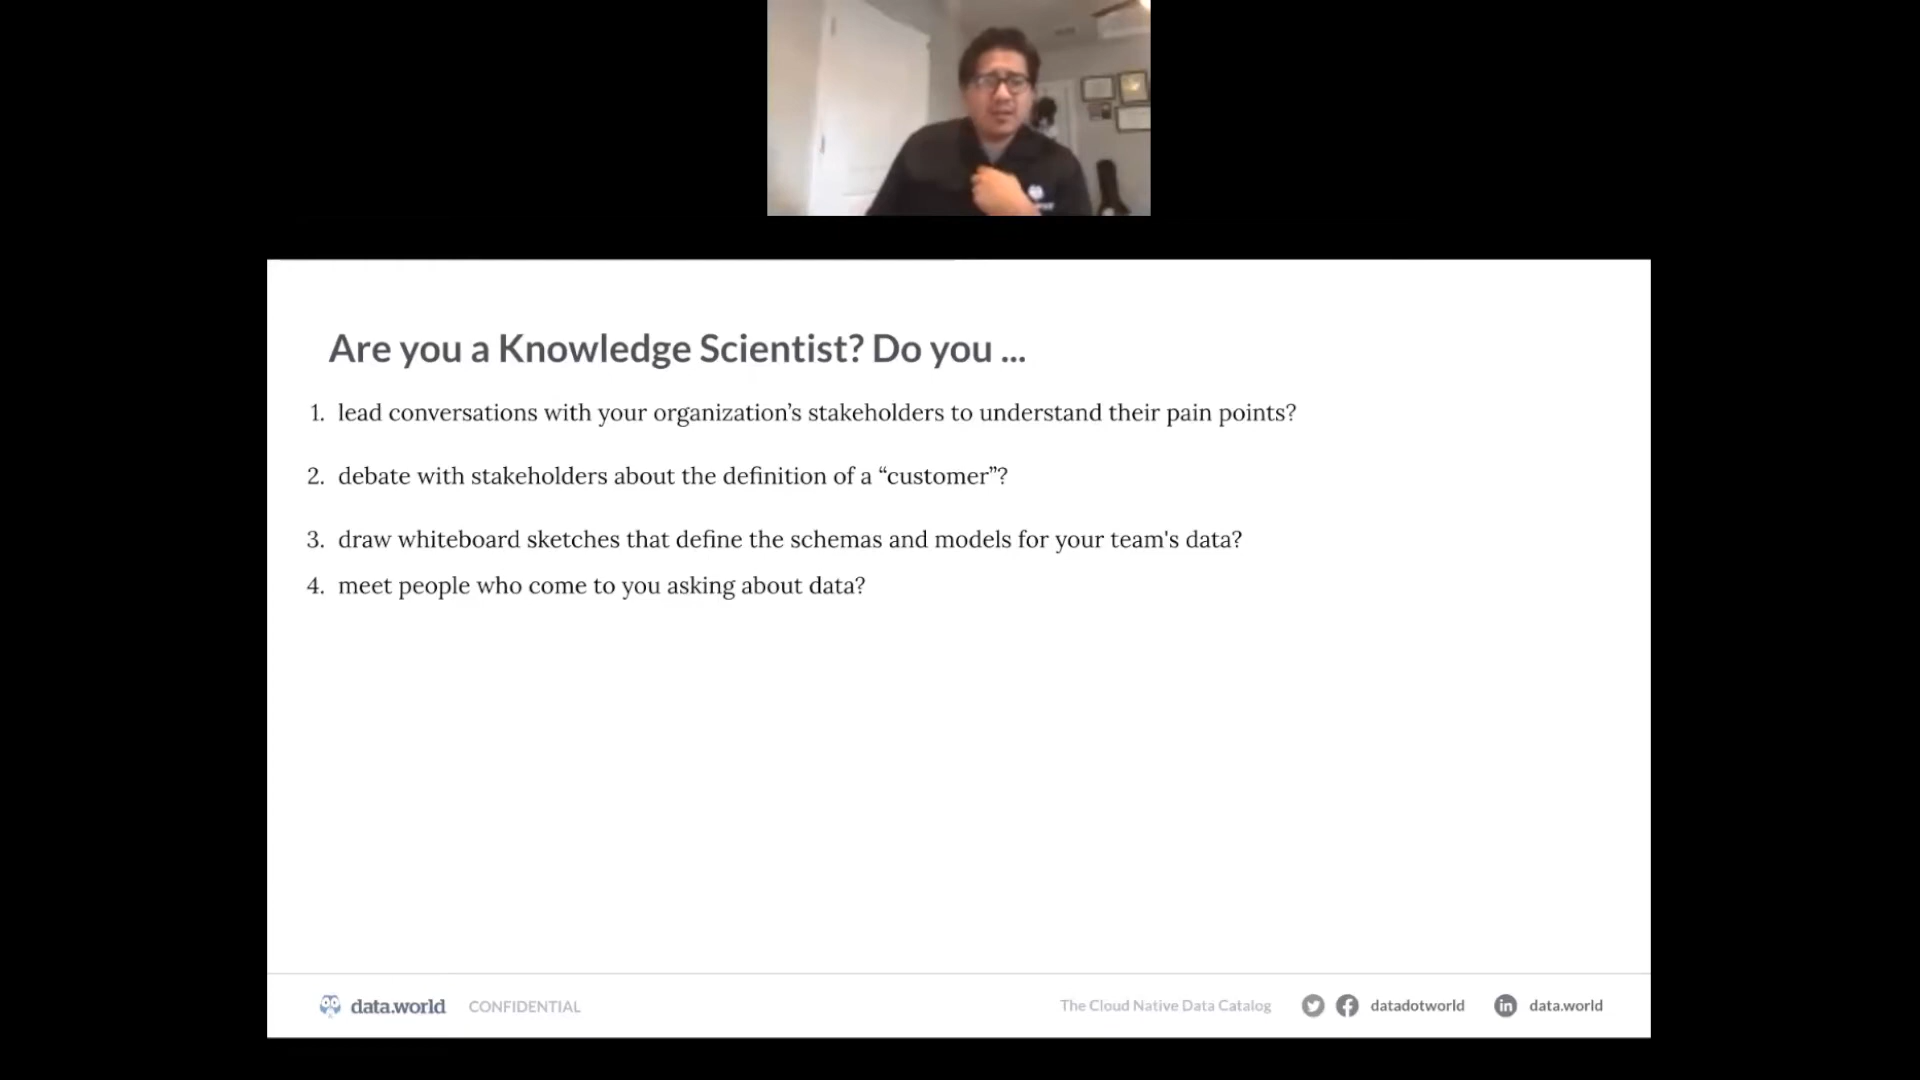 Are you a Knowledge Scientist? Do you ...
1. lead conversations with your organization’s stakeholders to understand their pain points?
2. debate with stakeholders about the definition of a “customer”?
3. draw whiteboard sketches that define the schemas and models for your team's data?
4. meet people who come to you asking about data?
data.world CONFIDENTIAL The Cloud Native Data Catalog datadotworld in data.world